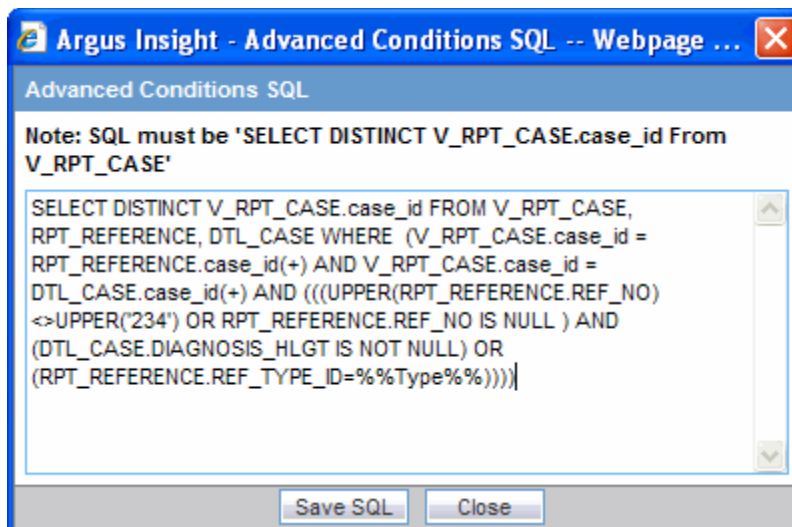 Argus Insight - Advanced Conditions SQL -- Webpage ...
Advanced Conditions SQL
Note: SQL must be 'SELECT DISTINCT V_RPT_CASE.case_id From
V_RPT_CASE'
SELECT DISTINCT V_RPT_CASE.case_id FROM V_RPT_CASE,
RPT_REFERENCE, DTL_CASE WHERE  (V_RPT_CASE.case_id =
RPT_REFERENCE.case_id(+) AND V_RPT_CASE.case_id =
DTL_CASE.case_id(+) AND (((UPPER(RPT_REFERENCE.REF_NO)
<>UPPER('234') OR RPT_REFERENCE.REF_NO IS NULL ) AND
(DTL_CASE.DIAGNOSIS_HLGT IS NOT NULL) OR
(RPT_REFERENCE.REF_TYPE_ID=%%Type%%))))
Save SQL
Close